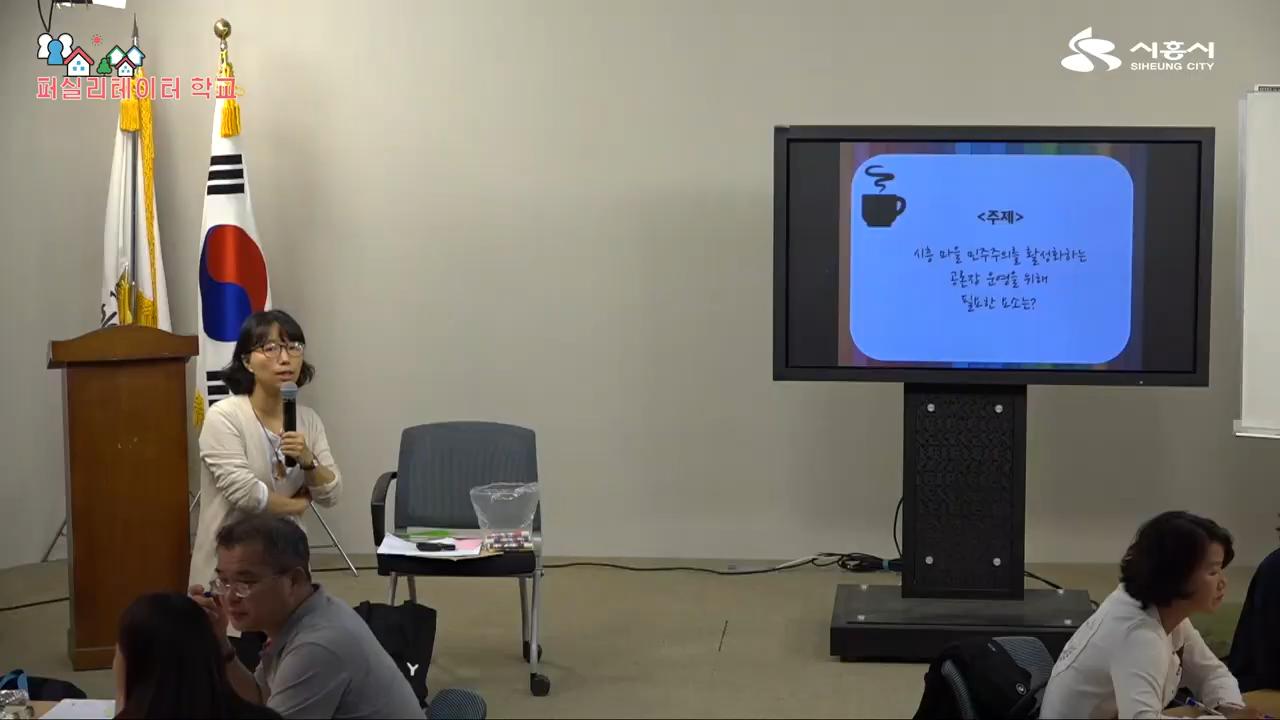 퍼실리테이터 학교
시흥시
SIHEUNG CITY
<주제>
시흥 마을 민주주의를 활성화하는
공론장 운영을 위해
필요한 요소는?